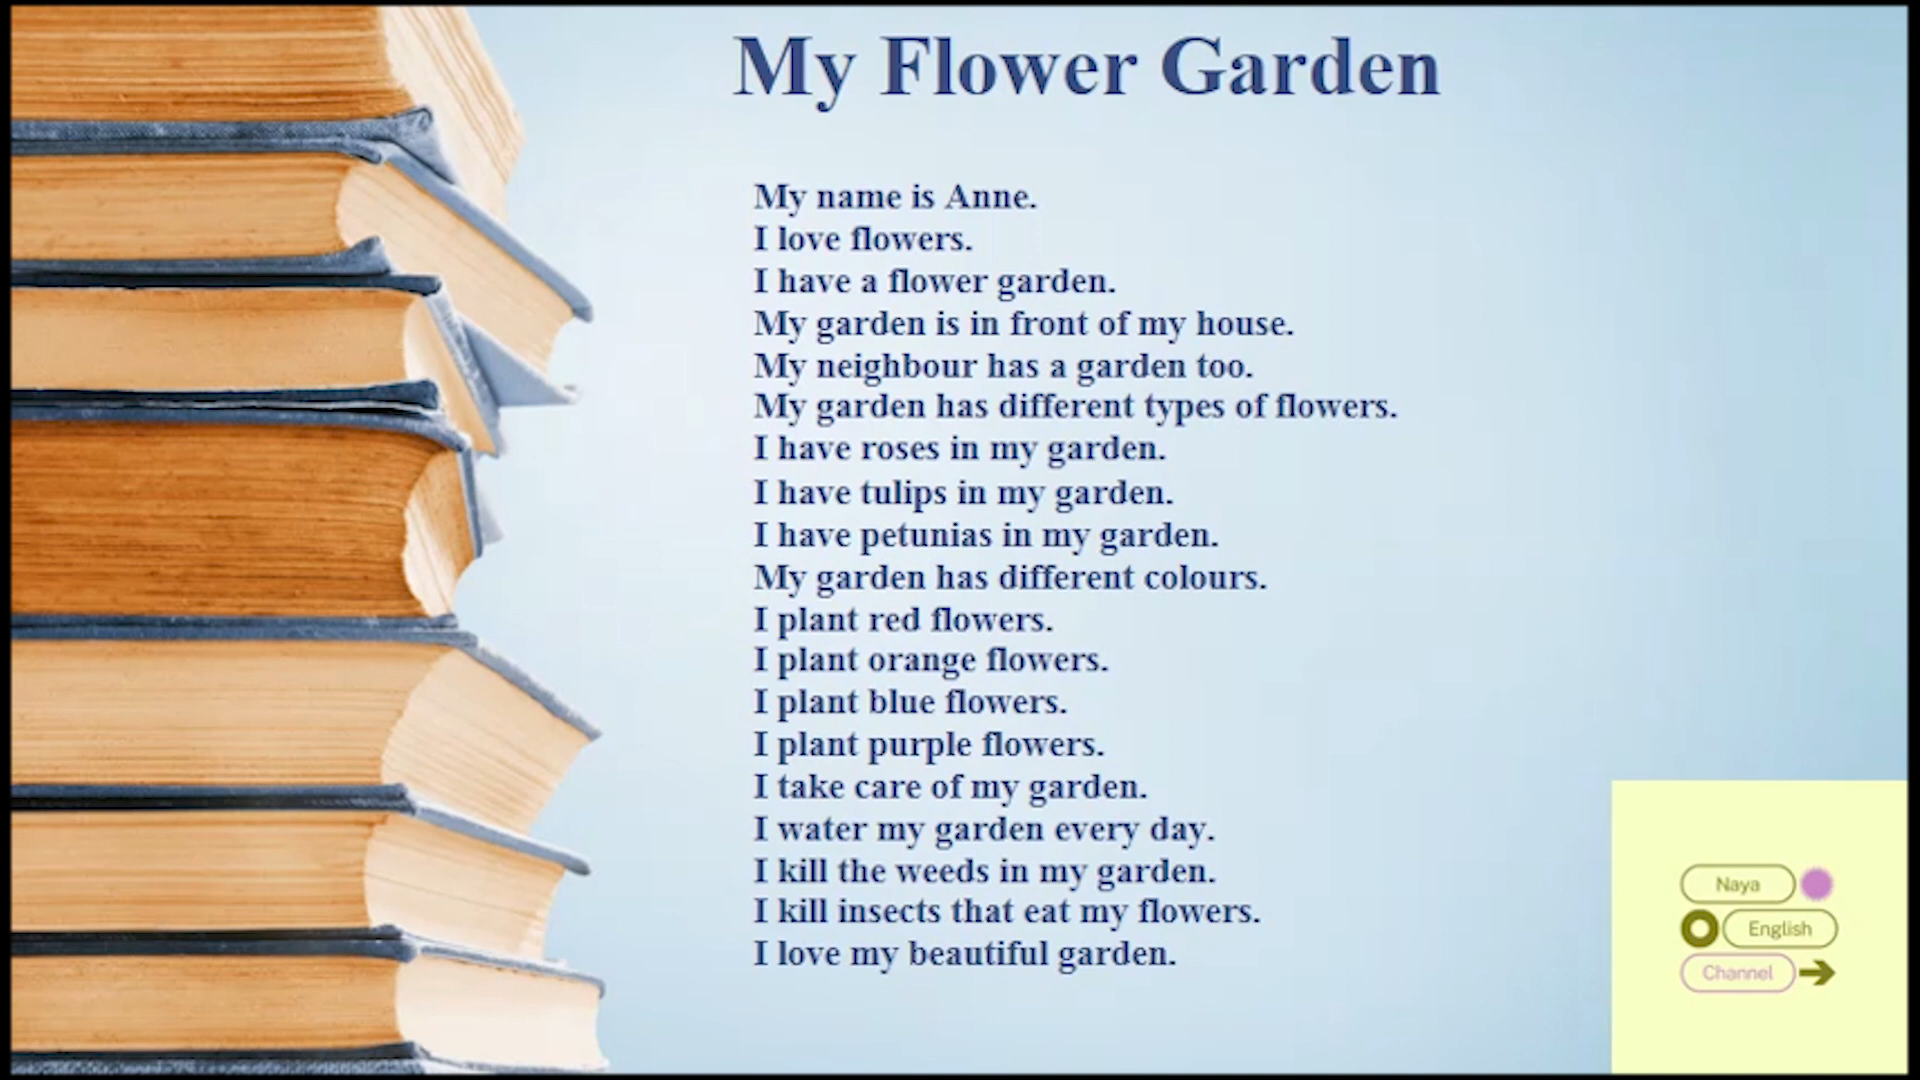 My Flower Garden
My name is Anne.
I love flowers.
I have a flower garden.
My garden is in front of my house.
My neighbour has a garden too.
My garden has different types of flowers.
I have roses in my garden.
I have tulips in my garden.
I have petunias in my garden.
My garden has different colours.
I plant red flowers.
I plant orange flowers.
I plant blue flowers.
I plant purple flowers.
I take care of my garden.
I water my garden every day.
I kill the weeds in my garden.
I kill insects that eat my flowers.
I love my beautiful garden.
Naya
English
Channel